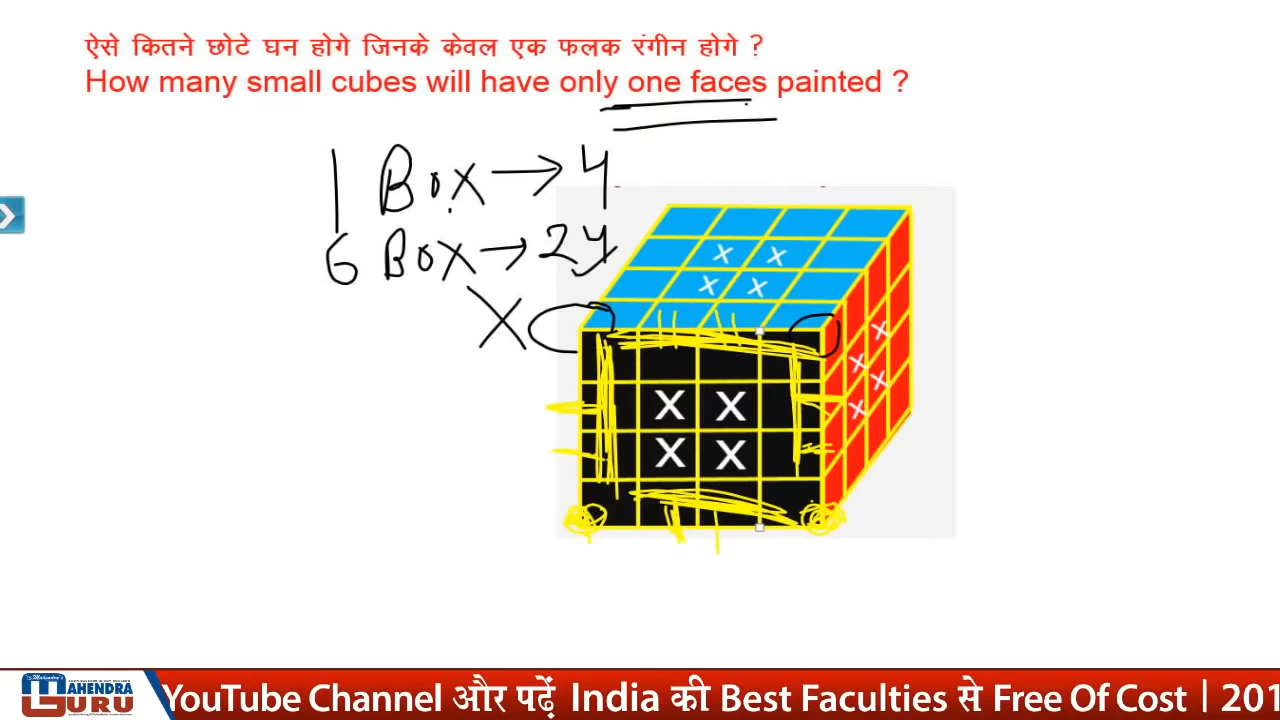 ऐसे कितने छोटे घन होगे जिनके केवल एक फलक रंगीन होगे ?
How many small cubes will have only one faces painted ?
1 Box → 4
6 Box → 24
X
X X
X X
X
X
X
X
X X
X X
Mahendra's
MAHENDRA
GURU
YouTube Channel और पढ़ें India की Best Faculties से Free Of Cost | 201